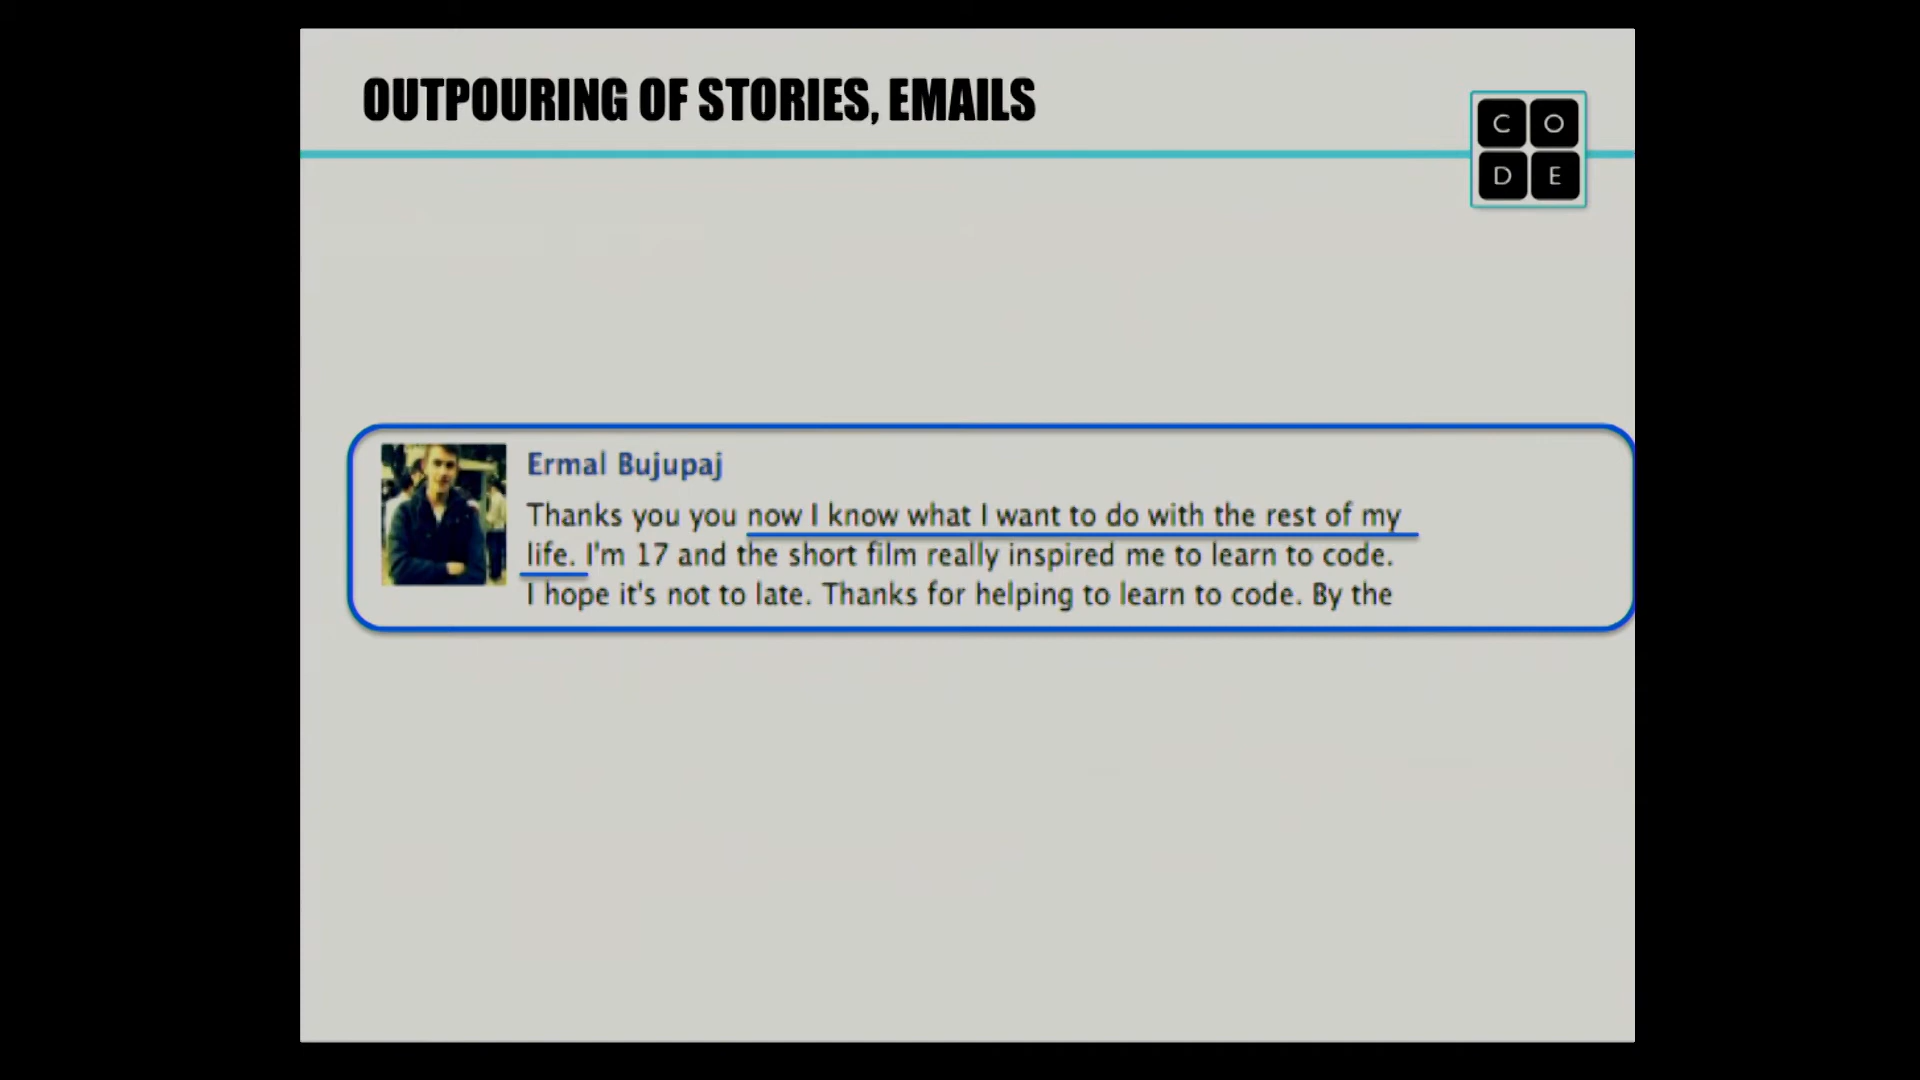 OUTPOURING OF STORIES, EMAILS
C O
D E
Ermal Bujupaj
Thanks you you now I know what I want to do with the rest of my
life. I'm 17 and the short film really inspired me to learn to code.
I hope it's not to late. Thanks for helping to learn to code. By the